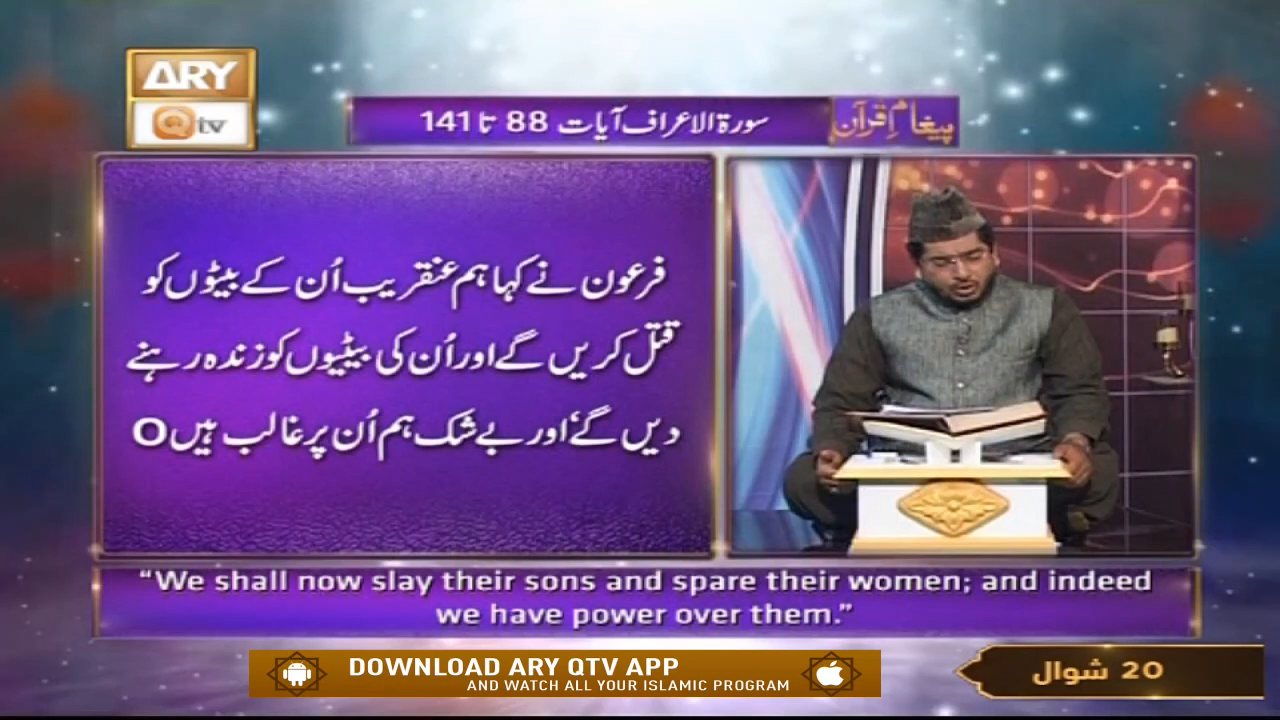 ARY
Qtv
پیغامِ قرآن
سورۃ الاعراف آیات 88 تا 141
فرعون نے کہا ہم عنقریب اُن کے بیٹوں کو
قتل کریں گے اور اُن کی بیٹیوں کو زندہ رہنے
دیں گے، اور بے شک ہم اُن پر غالب ہیں O
“We shall now slay their sons and spare their women; and indeed
we have power over them.”
DOWNLOAD ARY QTV APP
AND WATCH ALL YOUR ISLAMIC PROGRAM
20 شوال